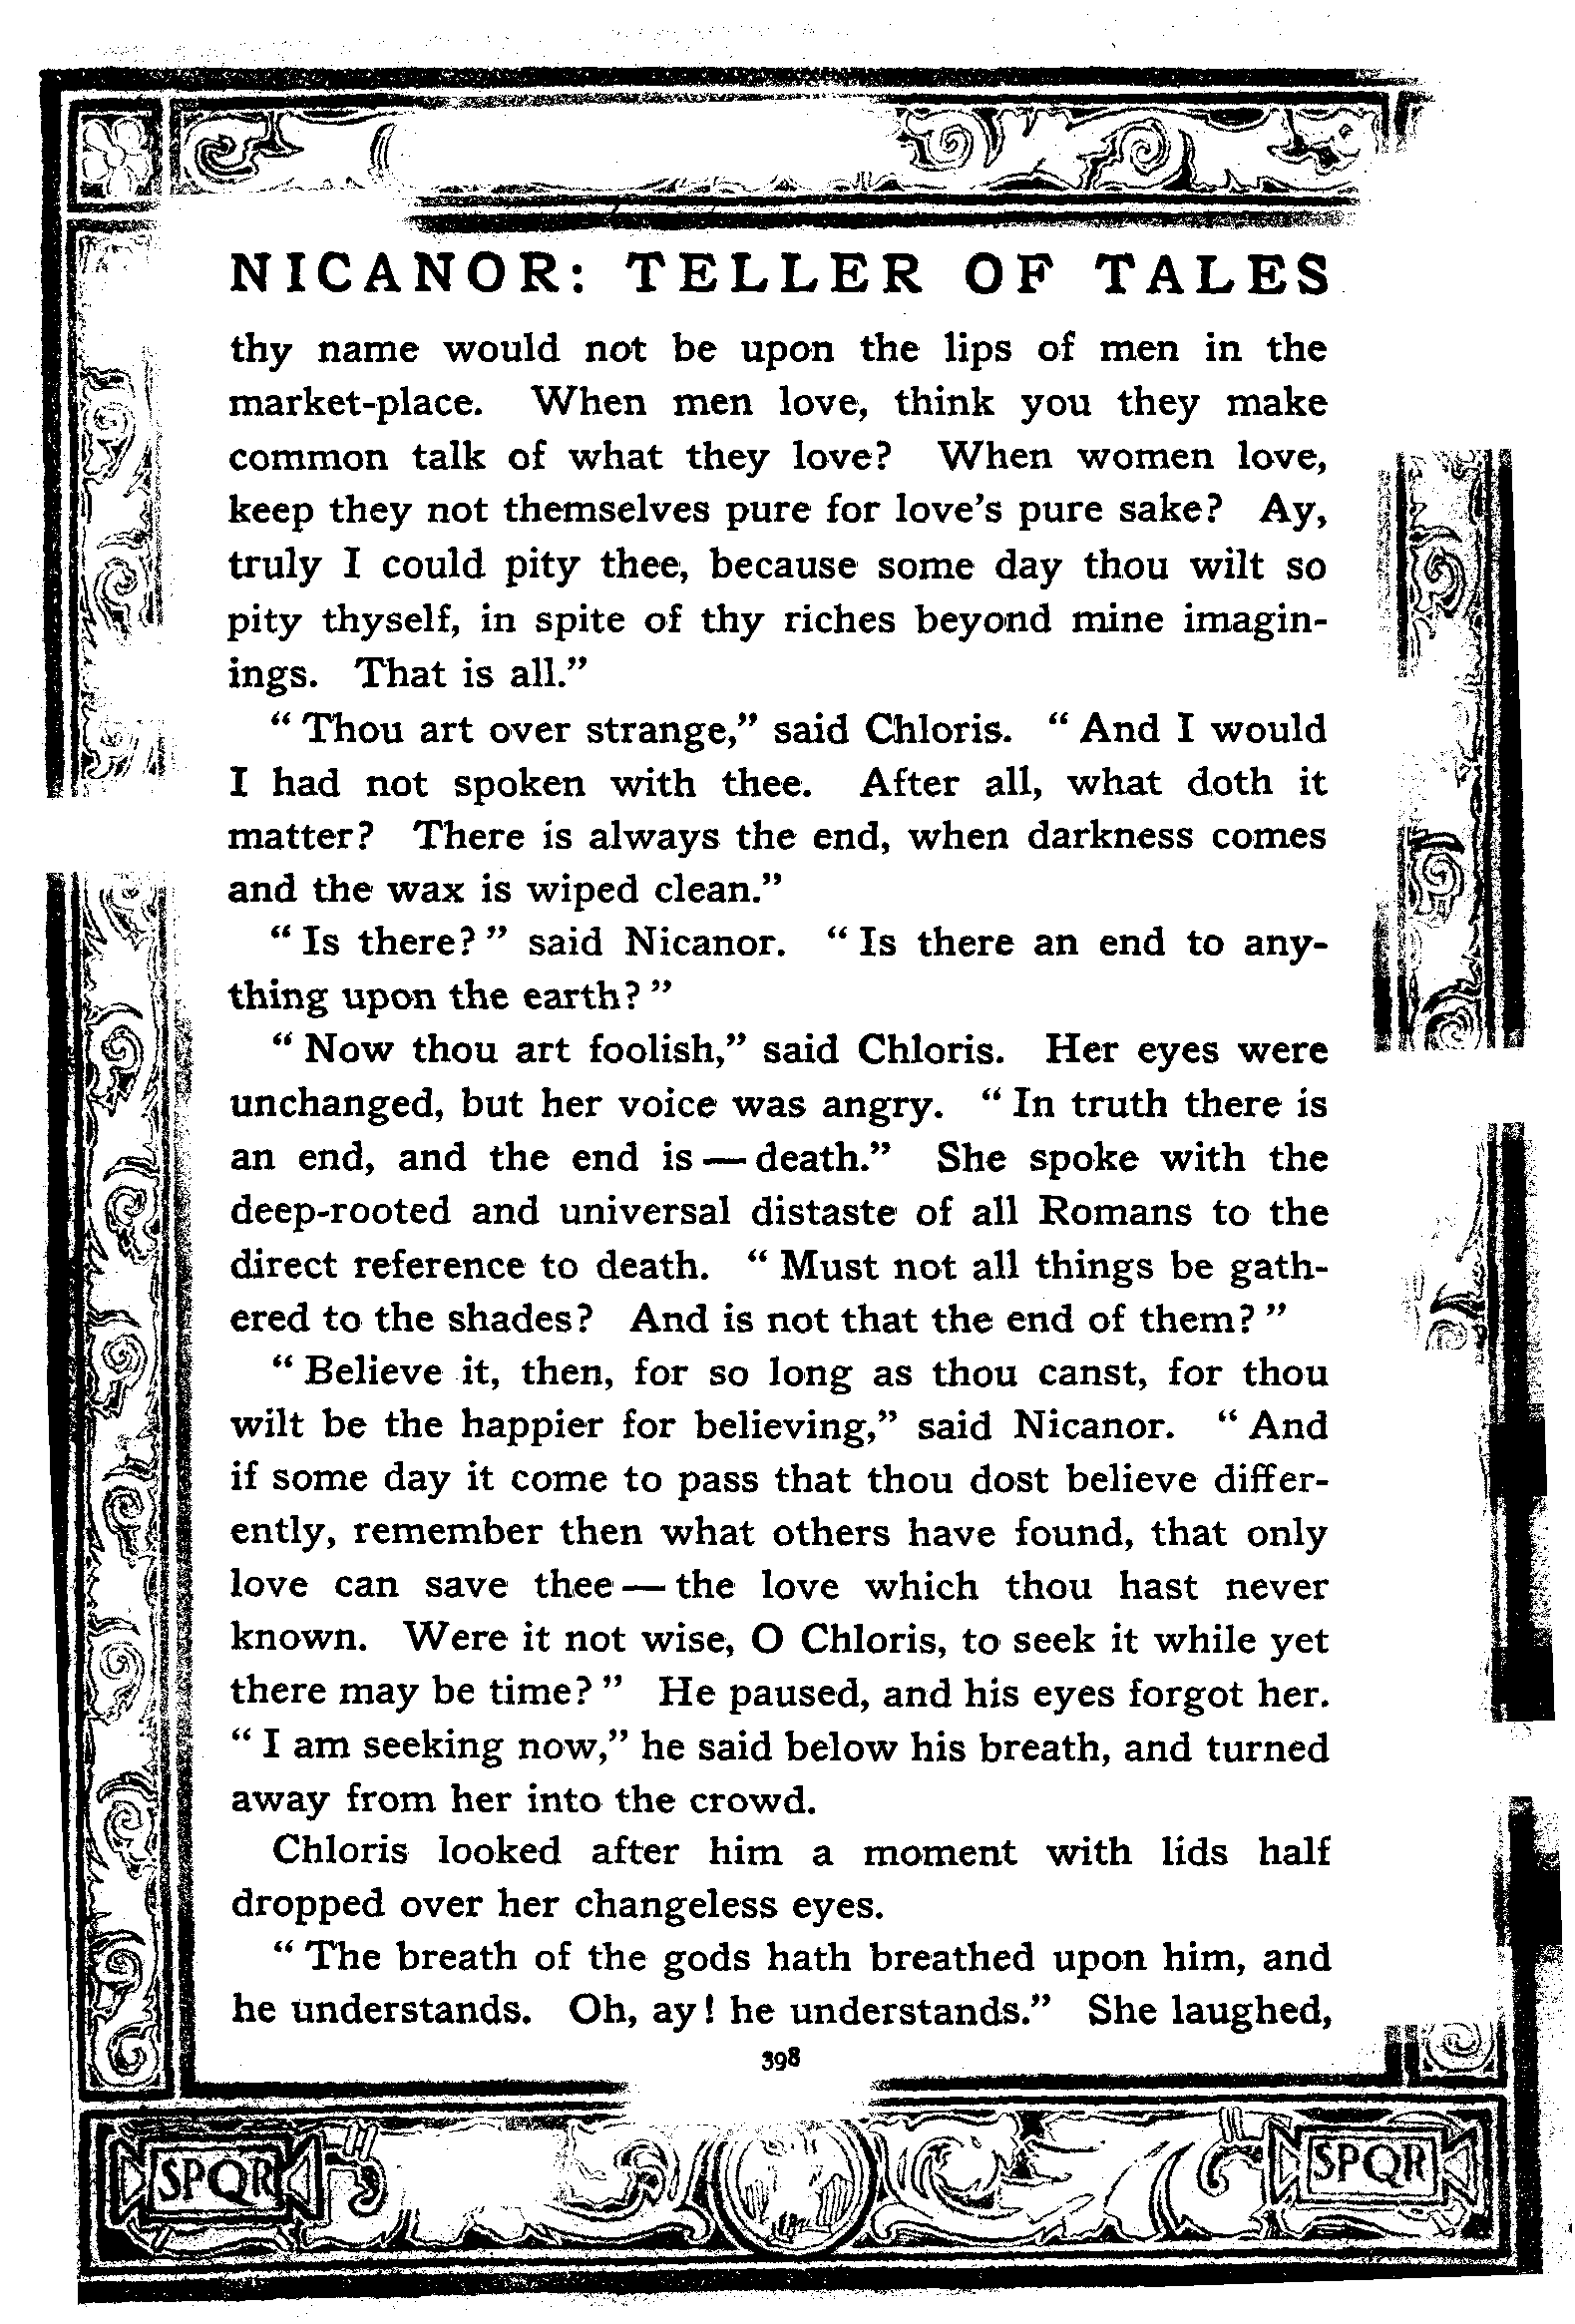 NICANOR: TELLER OF TALES
thy name would not be upon the lips of men in the
market-place. When men love, think you they make
common talk of what they love? When women love,
keep they not themselves pure for love's pure sake? Ay,
truly I could pity thee, because some day thou wilt so
pity thyself, in spite of thy riches beyond mine imagin-
ings. That is all."
"Thou art over strange," said Chloris. "And I would
I had not spoken with thee. After all, what doth it
matter? There is always the end, when darkness comes
and the wax is wiped clean."
"Is there?" said Nicanor. "Is there an end to any-
thing upon the earth?"
"Now thou art foolish," said Chloris. Her eyes were
unchanged, but her voice was angry. "In truth there is
an end, and the end is — death." She spoke with the
deep-rooted and universal distaste of all Romans to the
direct reference to death. "Must not all things be gath-
ered to the shades? And is not that the end of them?"
"Believe it, then, for so long as thou canst, for thou
wilt be the happier for believing," said Nicanor. "And
if some day it come to pass that thou dost believe differ-
ently, remember then what others have found, that only
love can save thee — the love which thou hast never
known. Were it not wise, O Chloris, to seek it while yet
there may be time?" He paused, and his eyes forgot her.
"I am seeking now," he said below his breath, and turned
away from her into the crowd.
Chloris looked after him a moment with lids half
dropped over her changeless eyes.
"The breath of the gods hath breathed upon him, and
he understands. Oh, ay! he understands." She laughed,
398
SPQR
SPQR